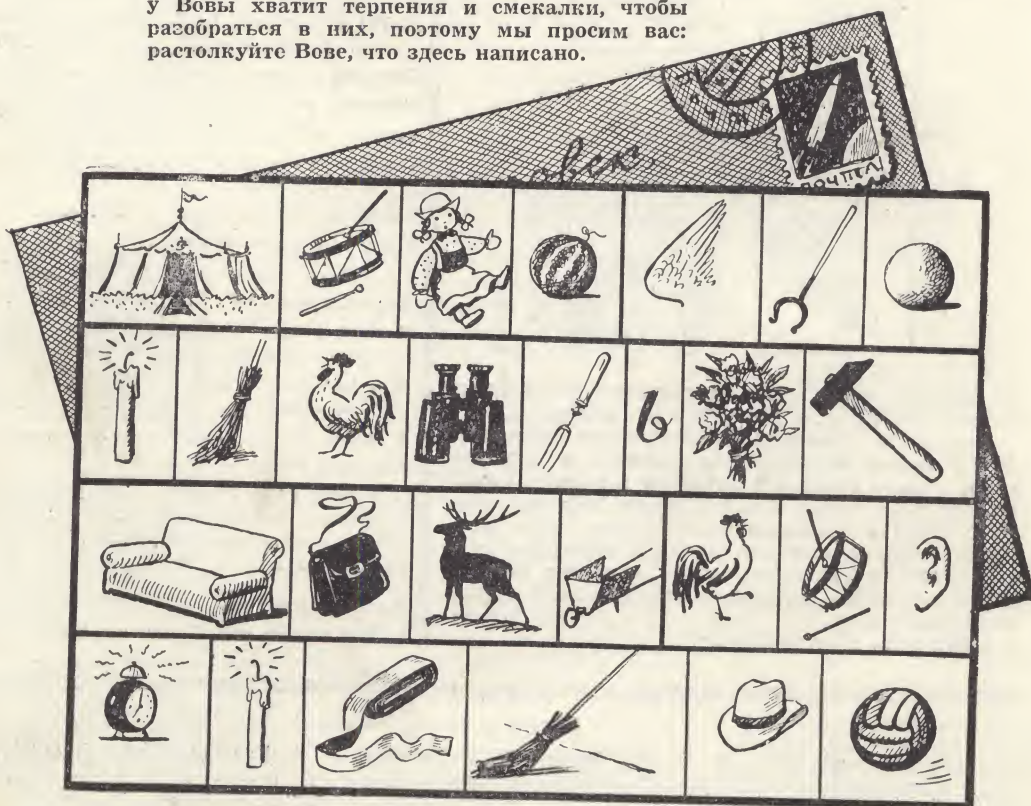 у Вовы хватит терпения и смекалки, чтобы
разобраться в них, поэтому мы просим вас:
растолкуйте Вове, что здесь написано.
ПОЧТА
ь